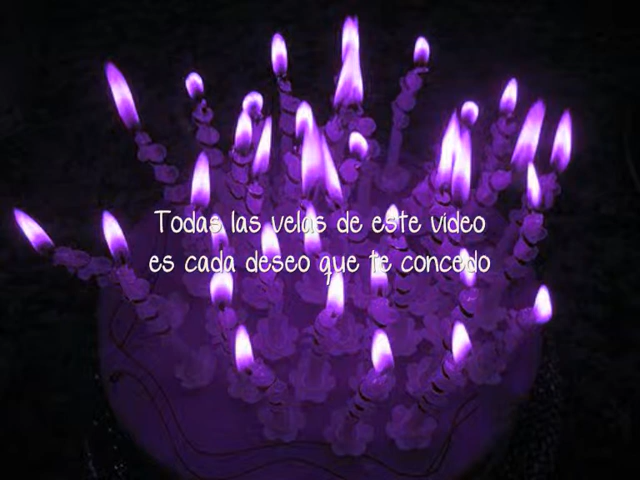 Todas las velas de este video
es cada deseo que te concedo